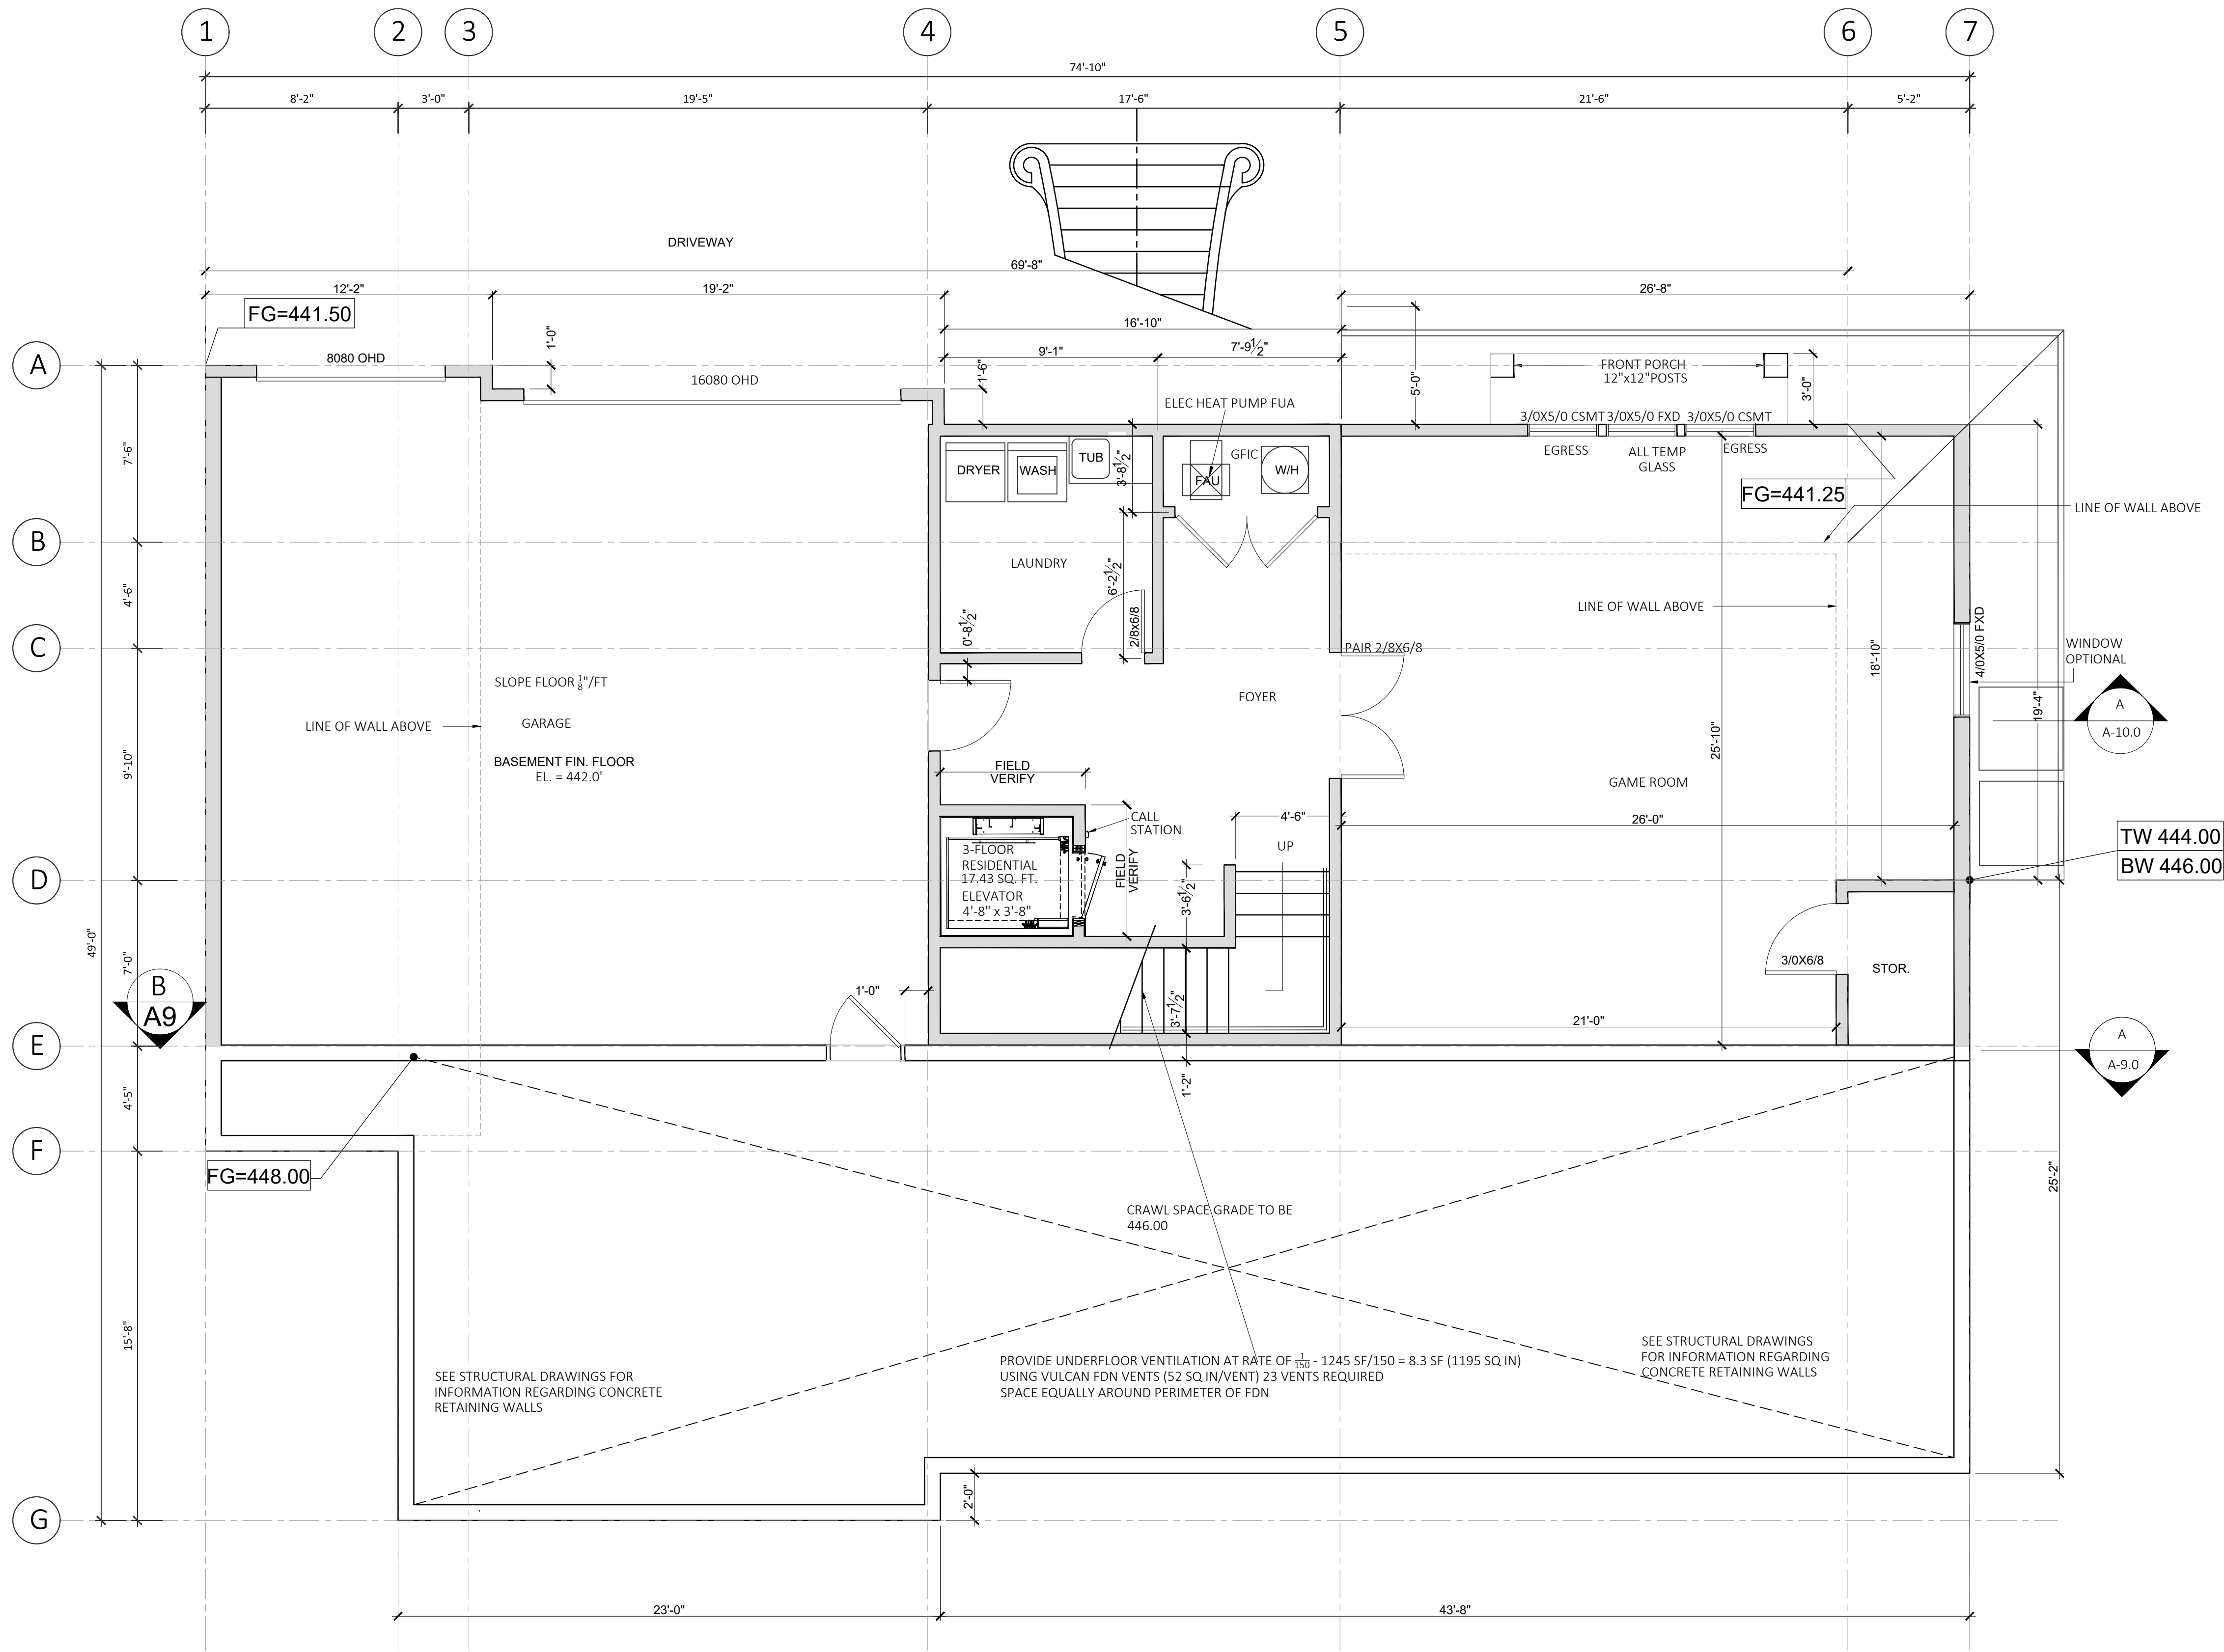 1
2
3
4
5
6
7
74'-10"
8'-2"
3'-0"
19'-5"
17'-6"
21'-6"
5'-2"
DRIVEWAY
69'-8"
12'-2"
19'-2"
26'-8"
FG=441.50
16'-10"
1'-0"
9'-1"
7'-9½"
A
8080 OHD
16080 OHD
1'-6"
5'-0"
FRONT PORCH
12"x12"POSTS
3'-0"
ELEC HEAT PUMP FUA
3/0X5/0 CSMT
3/0X5/0 FXD
3/0X5/0 CSMT
7'-6"
EGRESS
ALL TEMP
GLASS
EGRESS
DRYER
WASH
TUB
3'-8½"
GFIC
FAU
W/H
FG=441.25
LINE OF WALL ABOVE
B
LAUNDRY
6'-2½"
4'-6"
LINE OF WALL ABOVE
0'-8½"
2/8x6/8
4/0X5/0 FXD
C
PAIR 2/8X6/8
18'-10"
WINDOW
OPTIONAL
SLOPE FLOOR ⅛"/FT
FOYER
LINE OF WALL ABOVE
GARAGE
19'-4"
A
A-10.0
25'-10"
BASEMENT FIN. FLOOR
EL. = 442.0'
9'-10"
FIELD
VERIFY
GAME ROOM
CALL
STATION
4'-6"
26'-0"
TW 444.00
BW 446.00
3-FLOOR
RESIDENTIAL
17.43 SQ. FT.
ELEVATOR
4'-8" x 3'-8"
FIELD
VERIFY
UP
D
3'-6½"
49'-0"
7'-0"
3/0X6/8
STOR.
B
A9
1'-0"
3'-7½"
21'-0"
E
A
A-9.0
1'-2"
4'-5"
F
FG=448.00
25'-2"
CRAWL SPACE GRADE TO BE
446.00
15'-8"
SEE STRUCTURAL DRAWINGS
FOR INFORMATION REGARDING
CONCRETE RETAINING WALLS
PROVIDE UNDERFLOOR VENTILATION AT RATE OF 1/150 - 1245 SF/150 = 8.3 SF (1195 SQ IN)
USING VULCAN FDN VENTS (52 SQ IN/VENT) 23 VENTS REQUIRED
SPACE EQUALLY AROUND PERIMETER OF FDN
SEE STRUCTURAL DRAWINGS FOR
INFORMATION REGARDING CONCRETE
RETAINING WALLS
2'-0"
G
23'-0"
43'-8"